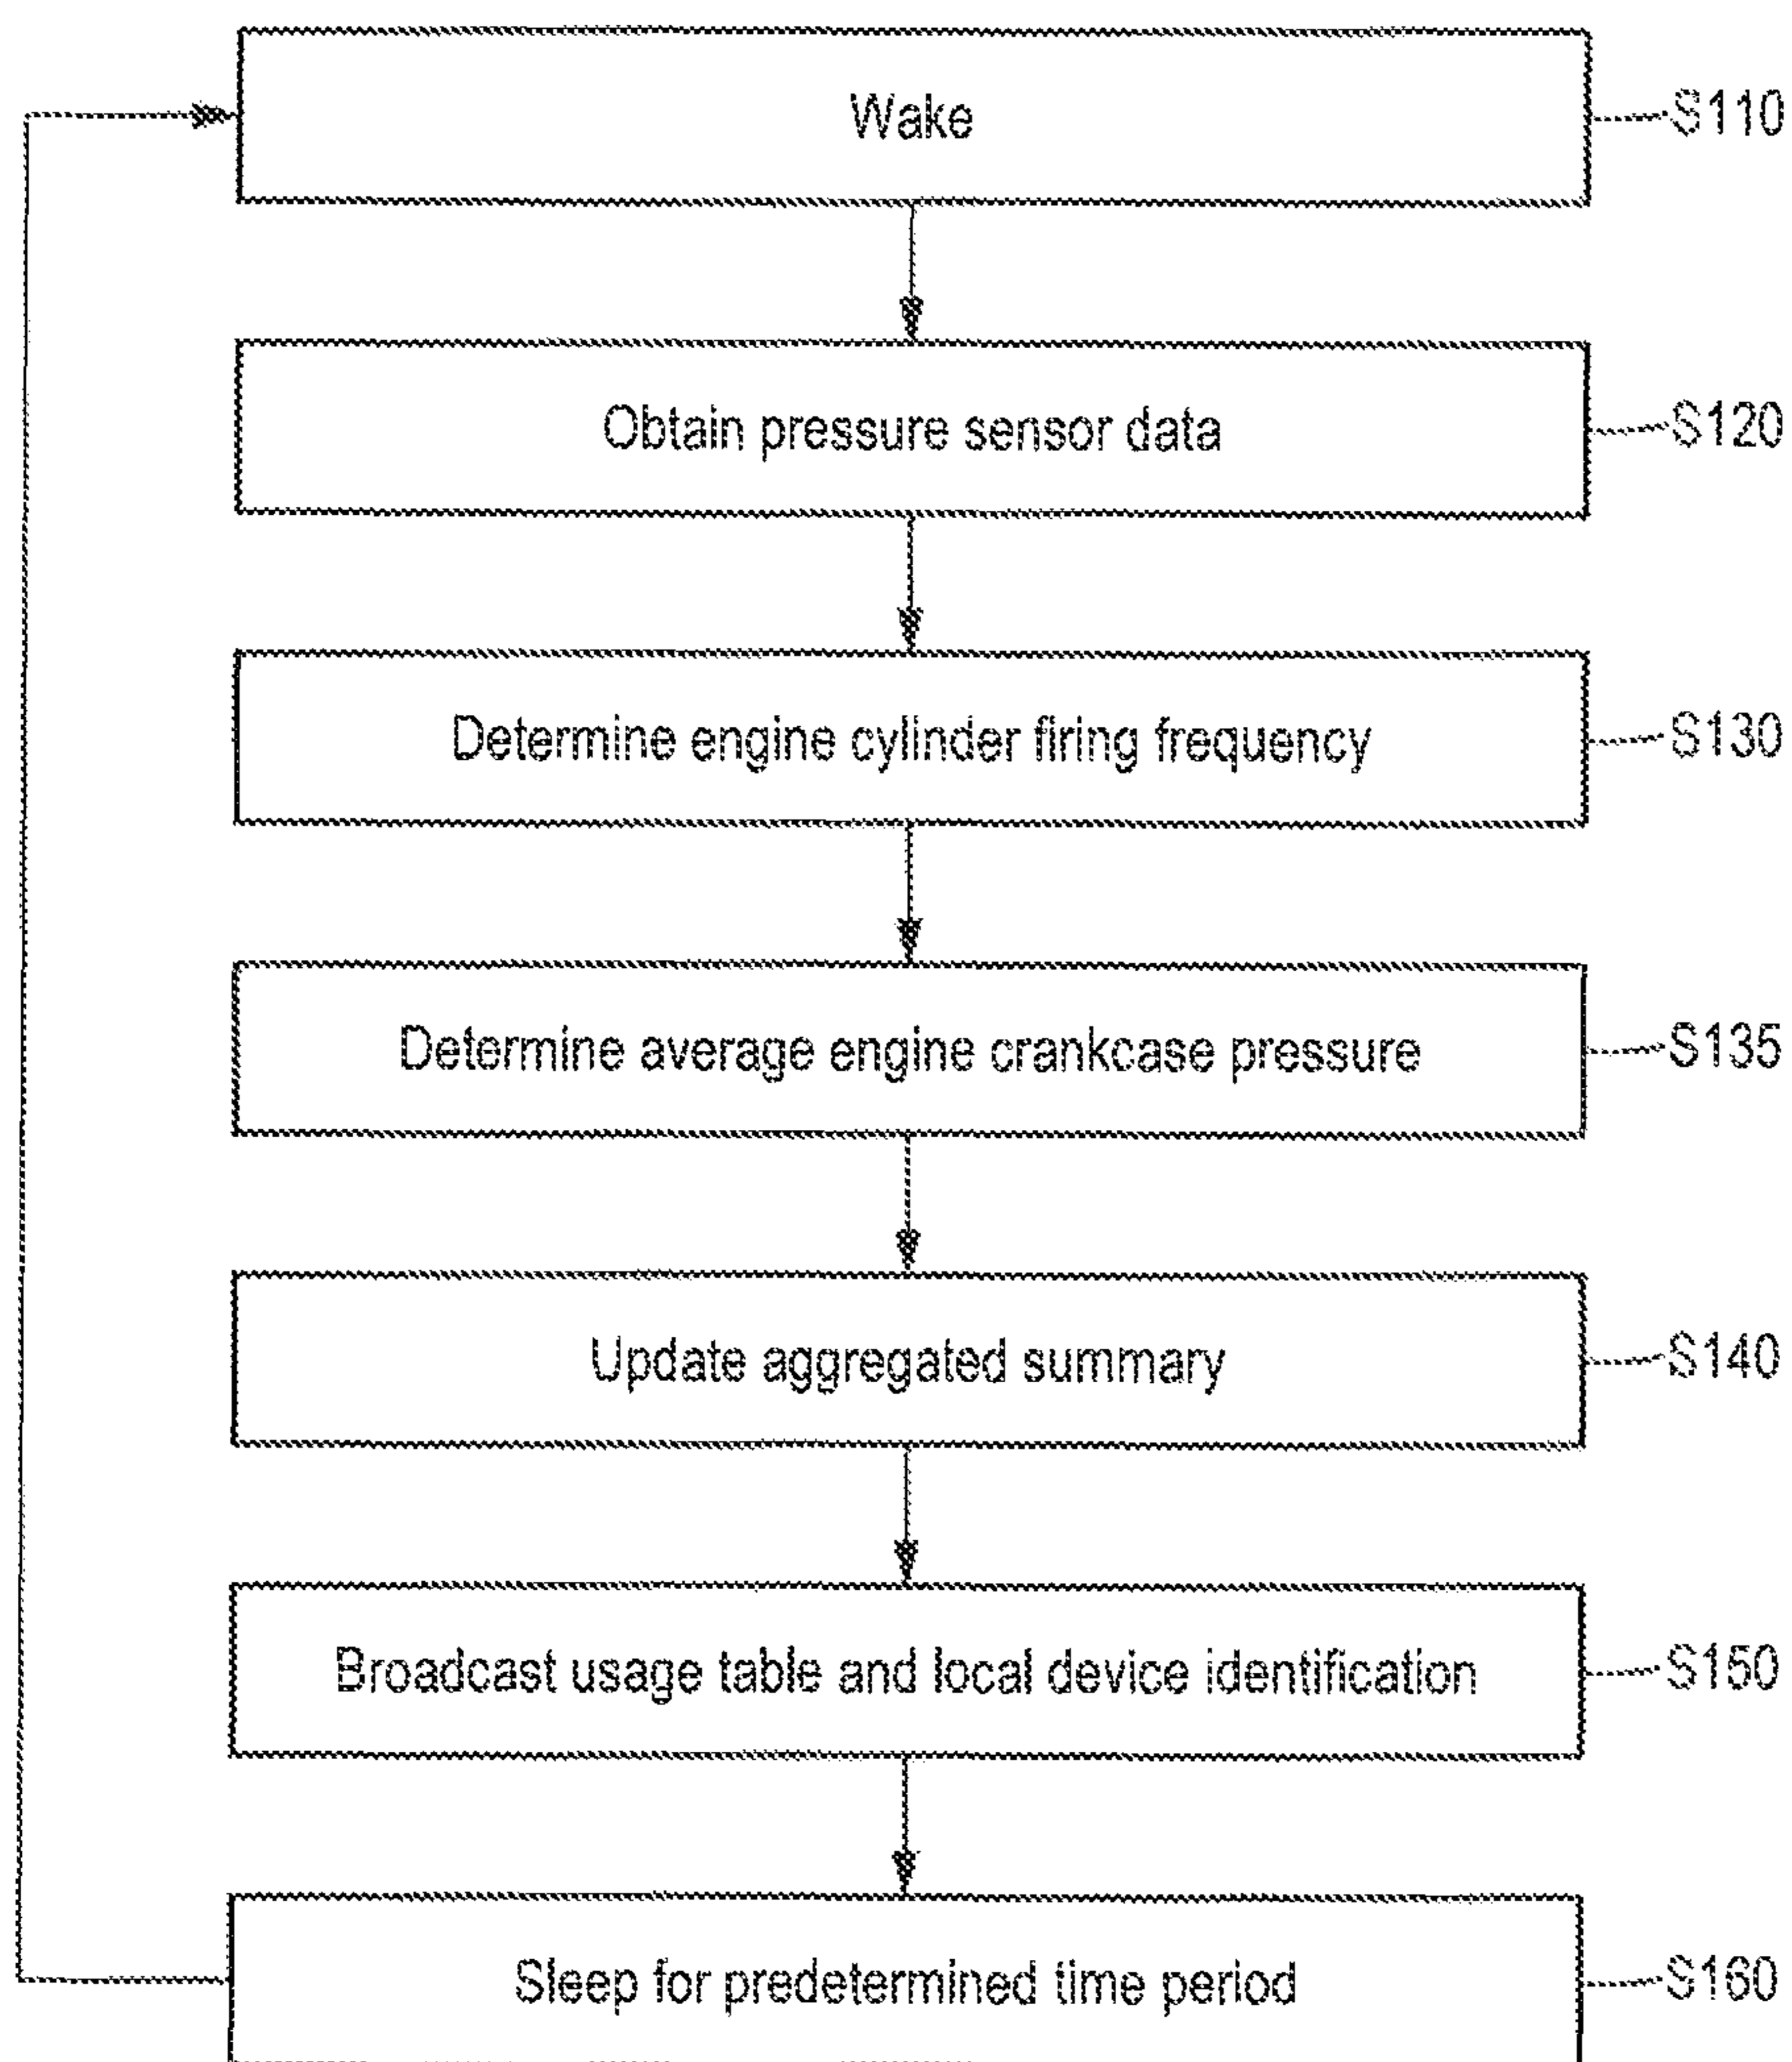 Wake
S110
Obtain pressure sensor data
S120
Determine engine cylinder firing frequency
S130
Determine average engine crankcase pressure
S135
Update aggregated summary
S140
Broadcast usage table and local device identification
S150
Sleep for predetermined time period
S160